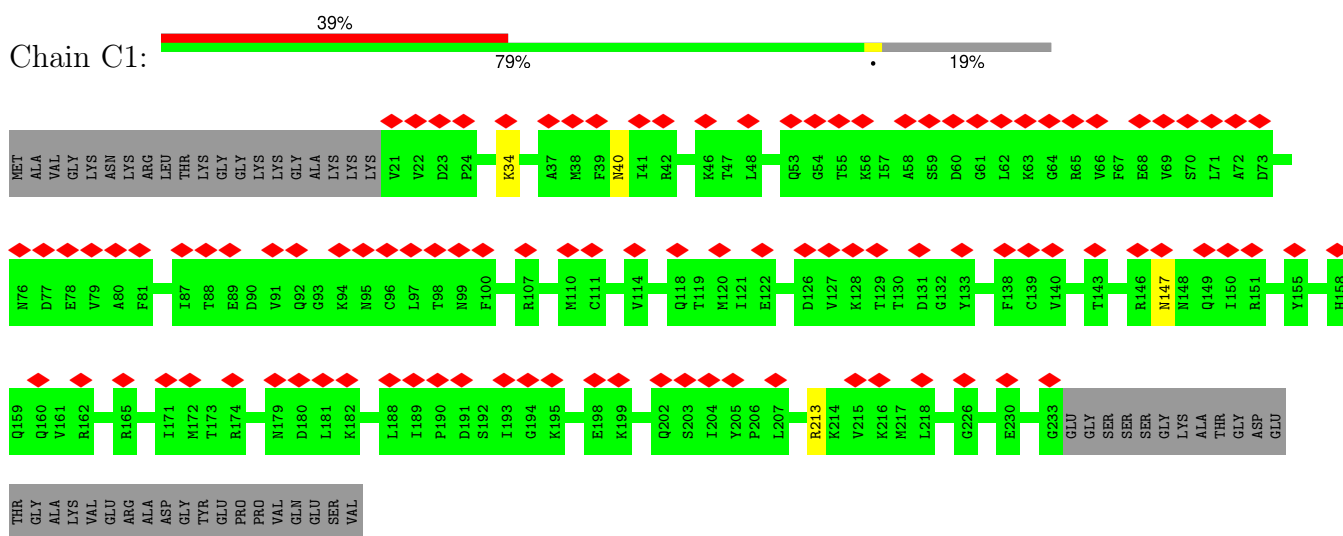 39%
Chain C1:
79%
•
19%
MET ALA VAL GLY LYS ASN LYS ARG LEU THR LYS GLY GLY LYS LYS GLY ALA LYS LYS LYS V21 V22 D23 P24 K34 A37 M38 F39 N40 I41 R42 K46 T47 L48 Q53 G54 T55 K56 I57 A58 S59 D60 G61 L62 K63 G64 R65 V66 F67 E68 V69 S70 L71 A72 D73
N76 D77 E78 V79 A80 F81 I87 T88 E89 D90 V91 Q92 G93 K94 N95 C96 L97 T98 N99 F100 R107 M110 C111 V114 Q118 T119 M120 I121 E122 D126 V127 K128 T129 T130 D131 G132 Y133 F138 C139 V140 T143 R146 N147 N148 Q149 I150 R151 Y155 H158
Q159 Q160 V161 R162 R165 I171 M172 T173 R174 N179 D180 L181 K182 L188 I189 P190 D191 S192 I193 G194 K195 E198 K199 Q202 S203 I204 Y205 P206 L207 R213 K214 V215 K216 M217 L218 G226 E230 G233 GLU GLY SER SER SER GLY LYS ALA THR GLY ASP GLU
THR GLY ALA LYS VAL GLU ARG ALA ASP GLY TYR GLU PRO PRO VAL GLN GLU SER VAL